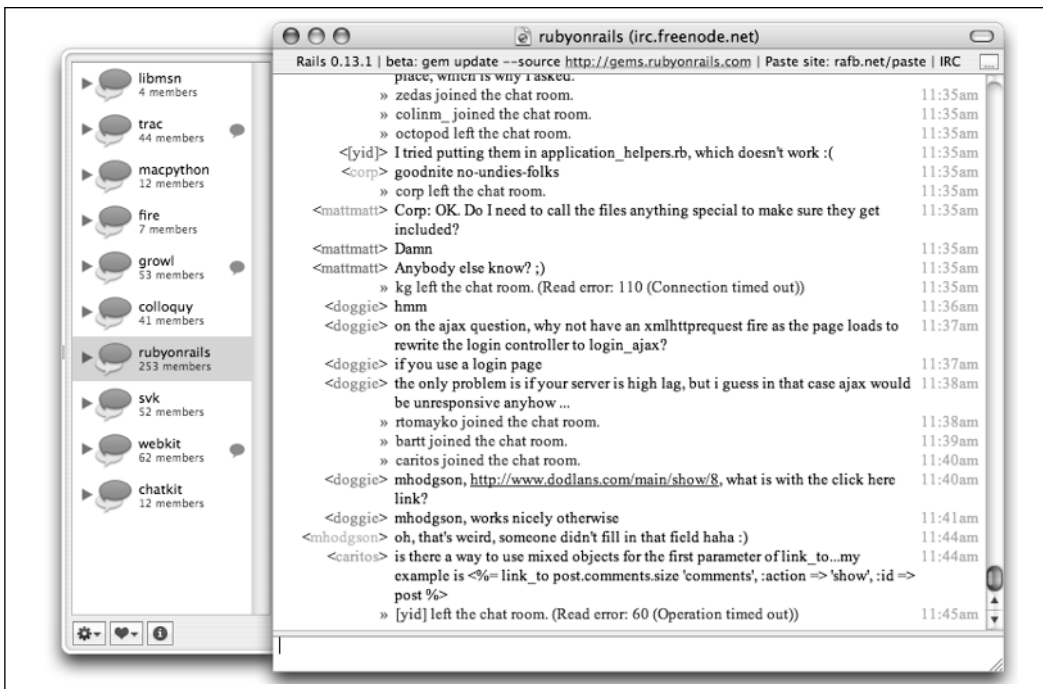 libmsn
4 members
trac
44 members
macpython
12 members
fire
7 members
growl
53 members
colloquy
41 members
rubyonrails
253 members
svk
52 members
webkit
62 members
chatkit
12 members
rubyonrails (irc.freenode.net)
Rails 0.13.1 | beta: gem update --source http://gems.rubyonrails.com | Paste site: rafb.net/paste | IRC ...
place, which is why I asked.
» zedas joined the chat room. 11:35am
» colinm_ joined the chat room. 11:35am
» octopod left the chat room. 11:35am
<[yid]> I tried putting them in application_helpers.rb, which doesn't work :( 11:35am
<corp> goodnite no-undies-folks 11:35am
» corp left the chat room. 11:35am
<mattmatt> Corp: OK. Do I need to call the files anything special to make sure they get 11:35am
included?
<mattmatt> Damn 11:35am
<mattmatt> Anybody else know? ;) 11:35am
» kg left the chat room. (Read error: 110 (Connection timed out)) 11:35am
<doggie> hmm 11:36am
<doggie> on the ajax question, why not have an xmlhttprequest fire as the page loads to 11:37am
rewrite the login controller to login_ajax?
<doggie> if you use a login page 11:37am
<doggie> the only problem is if your server is high lag, but i guess in that case ajax would 11:38am
be unresponsive anyhow ...
» rtomayko joined the chat room. 11:38am
» bartt joined the chat room. 11:39am
» caritos joined the chat room. 11:40am
<doggie> mhodgson, http://www.dodlans.com/main/show/8, what is with the click here 11:40am
link?
<doggie> mhodgson, works nicely otherwise 11:41am
<mhodgson> oh, that's weird, someone didn't fill in that field haha :) 11:44am
<caritos> is there a way to use mixed objects for the first parameter of link_to...my 11:44am
example is <%= link_to post.comments.size 'comments', :action => 'show', :id =>
post %>
» [yid] left the chat room. (Read error: 60 (Operation timed out)) 11:45am